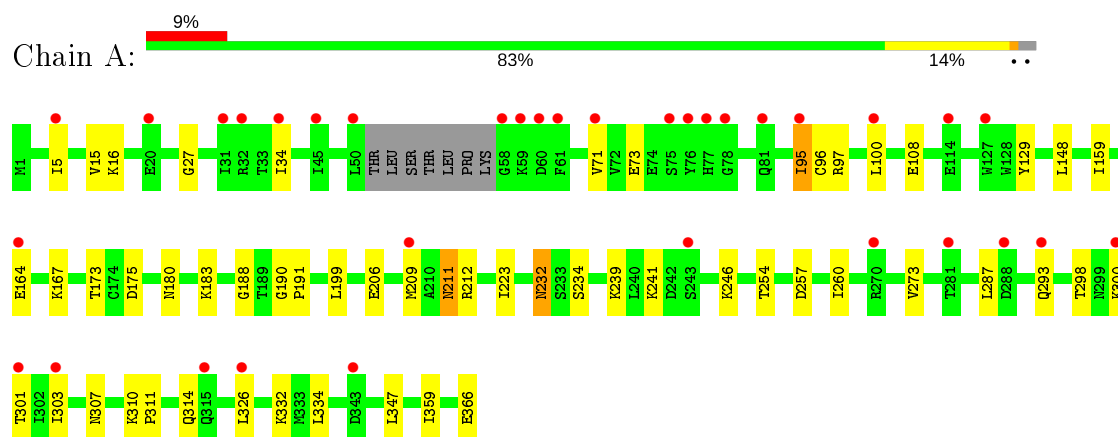 9%
Chain A:
83% 14% • •
M1 I5 V15 K16 E20 G27 I31 R32 T33 I34 I45 L50 THR LEU SER THR LEU PRO LYS G58 K59 D60 F61 V71 V72 E73 E74 S75 Y76 H77 G78 Q81 I95 C96 R97 L100 E108 E114 W127 W128 Y129 L148 I159
E164 K167 T173 C174 D175 N180 K183 G188 T189 G190 P191 L199 E206 M209 A210 N211 R212 I223 N232 S233 S234 K239 L240 K241 D242 S243 K246 T254 D257 I260 R270 V273 T281 L287 D288 Q293 T298 N299 K300
T301 I302 I303 N307 K310 P311 Q314 Q315 L326 K332 M333 L334 D343 L347 I359 E366